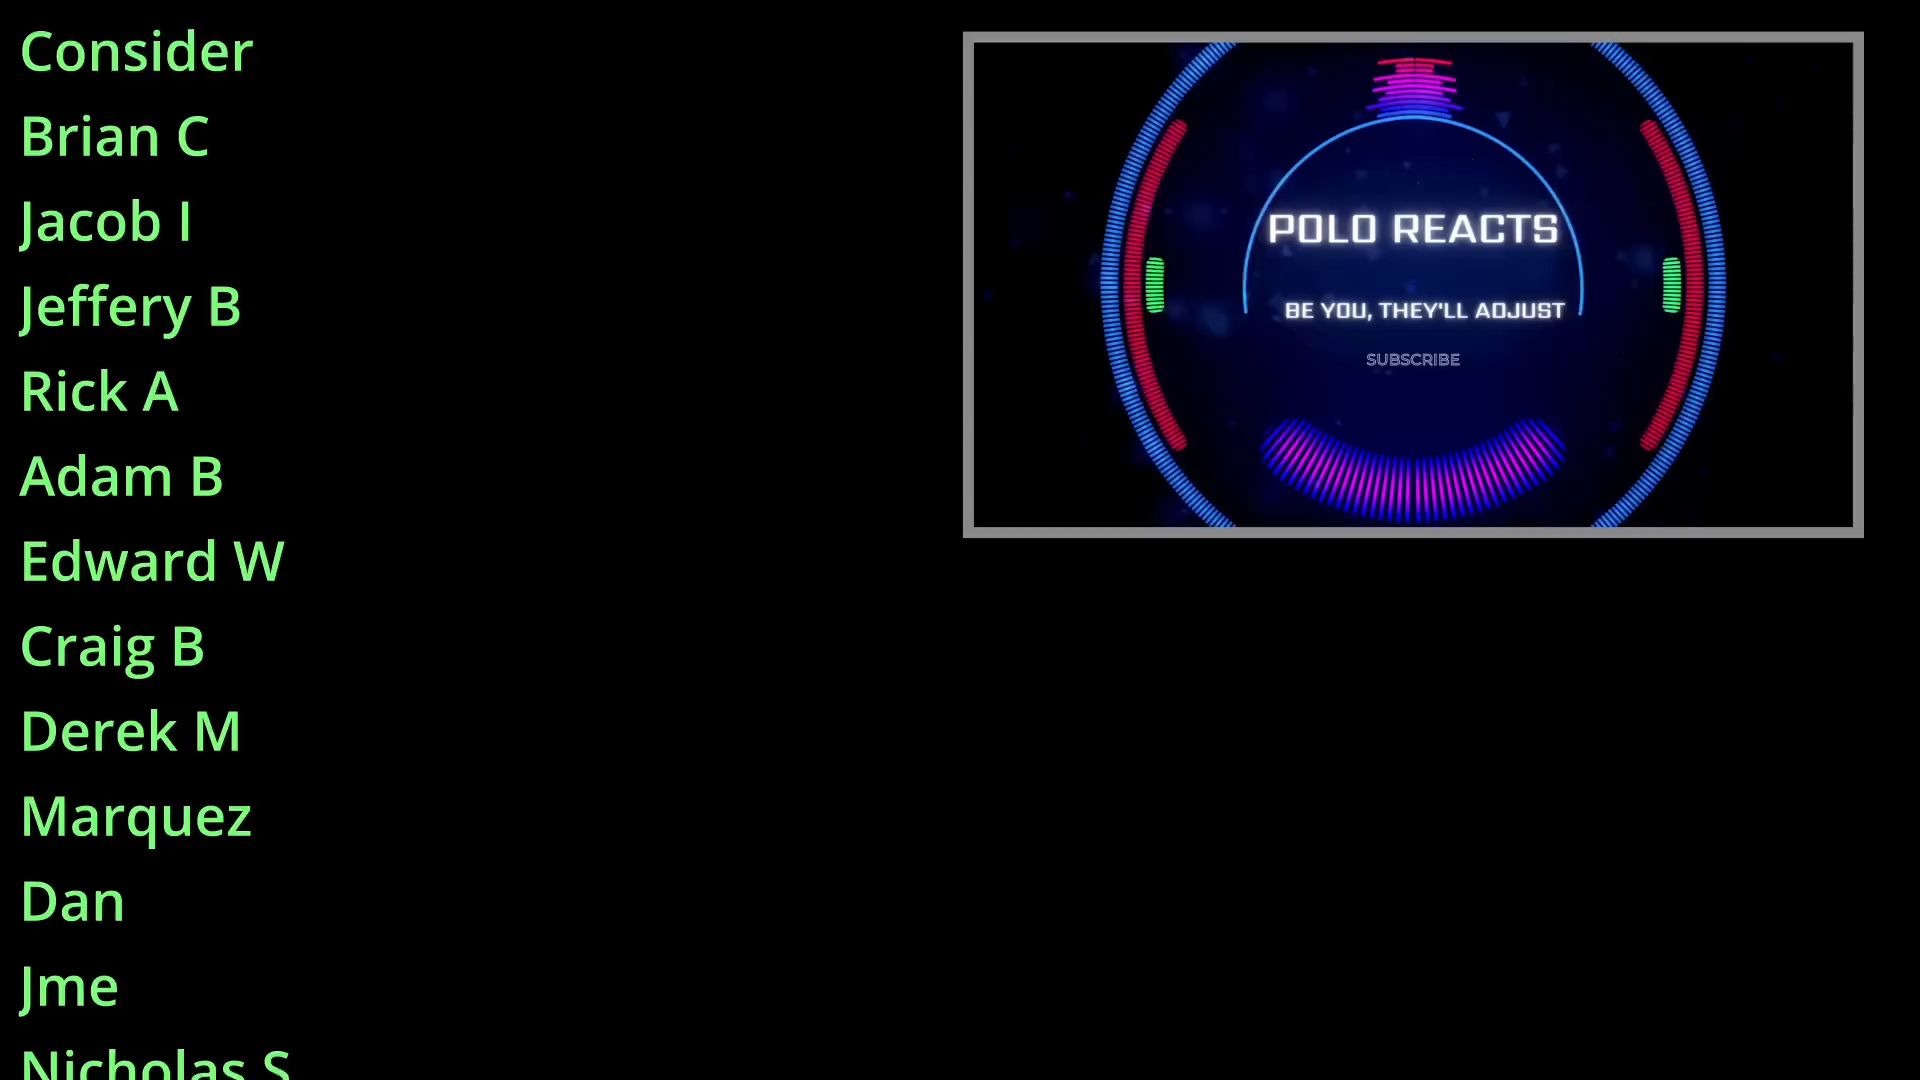 Consider
Brian C
Jacob I
Jeffery B
Rick A
Adam B
Edward W
Craig B
Derek M
Marquez
Dan
Jme
Nicholas S
POLO REACTS
BE YOU, THEY'LL ADJUST
SUBSCRIBE